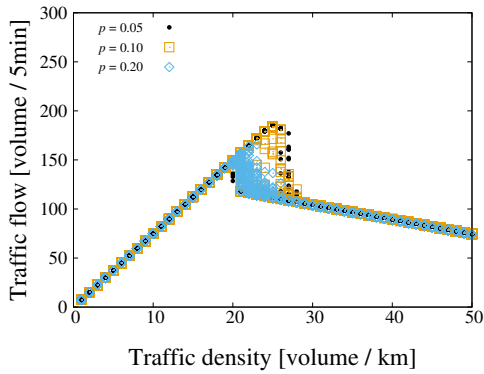 Traffic flow [volume / 5min]
300
250
200
150
100
50
0
p = 0.05
p = 0.10
p = 0.20
0 10 20 30 40 50
Traffic density [volume / km]